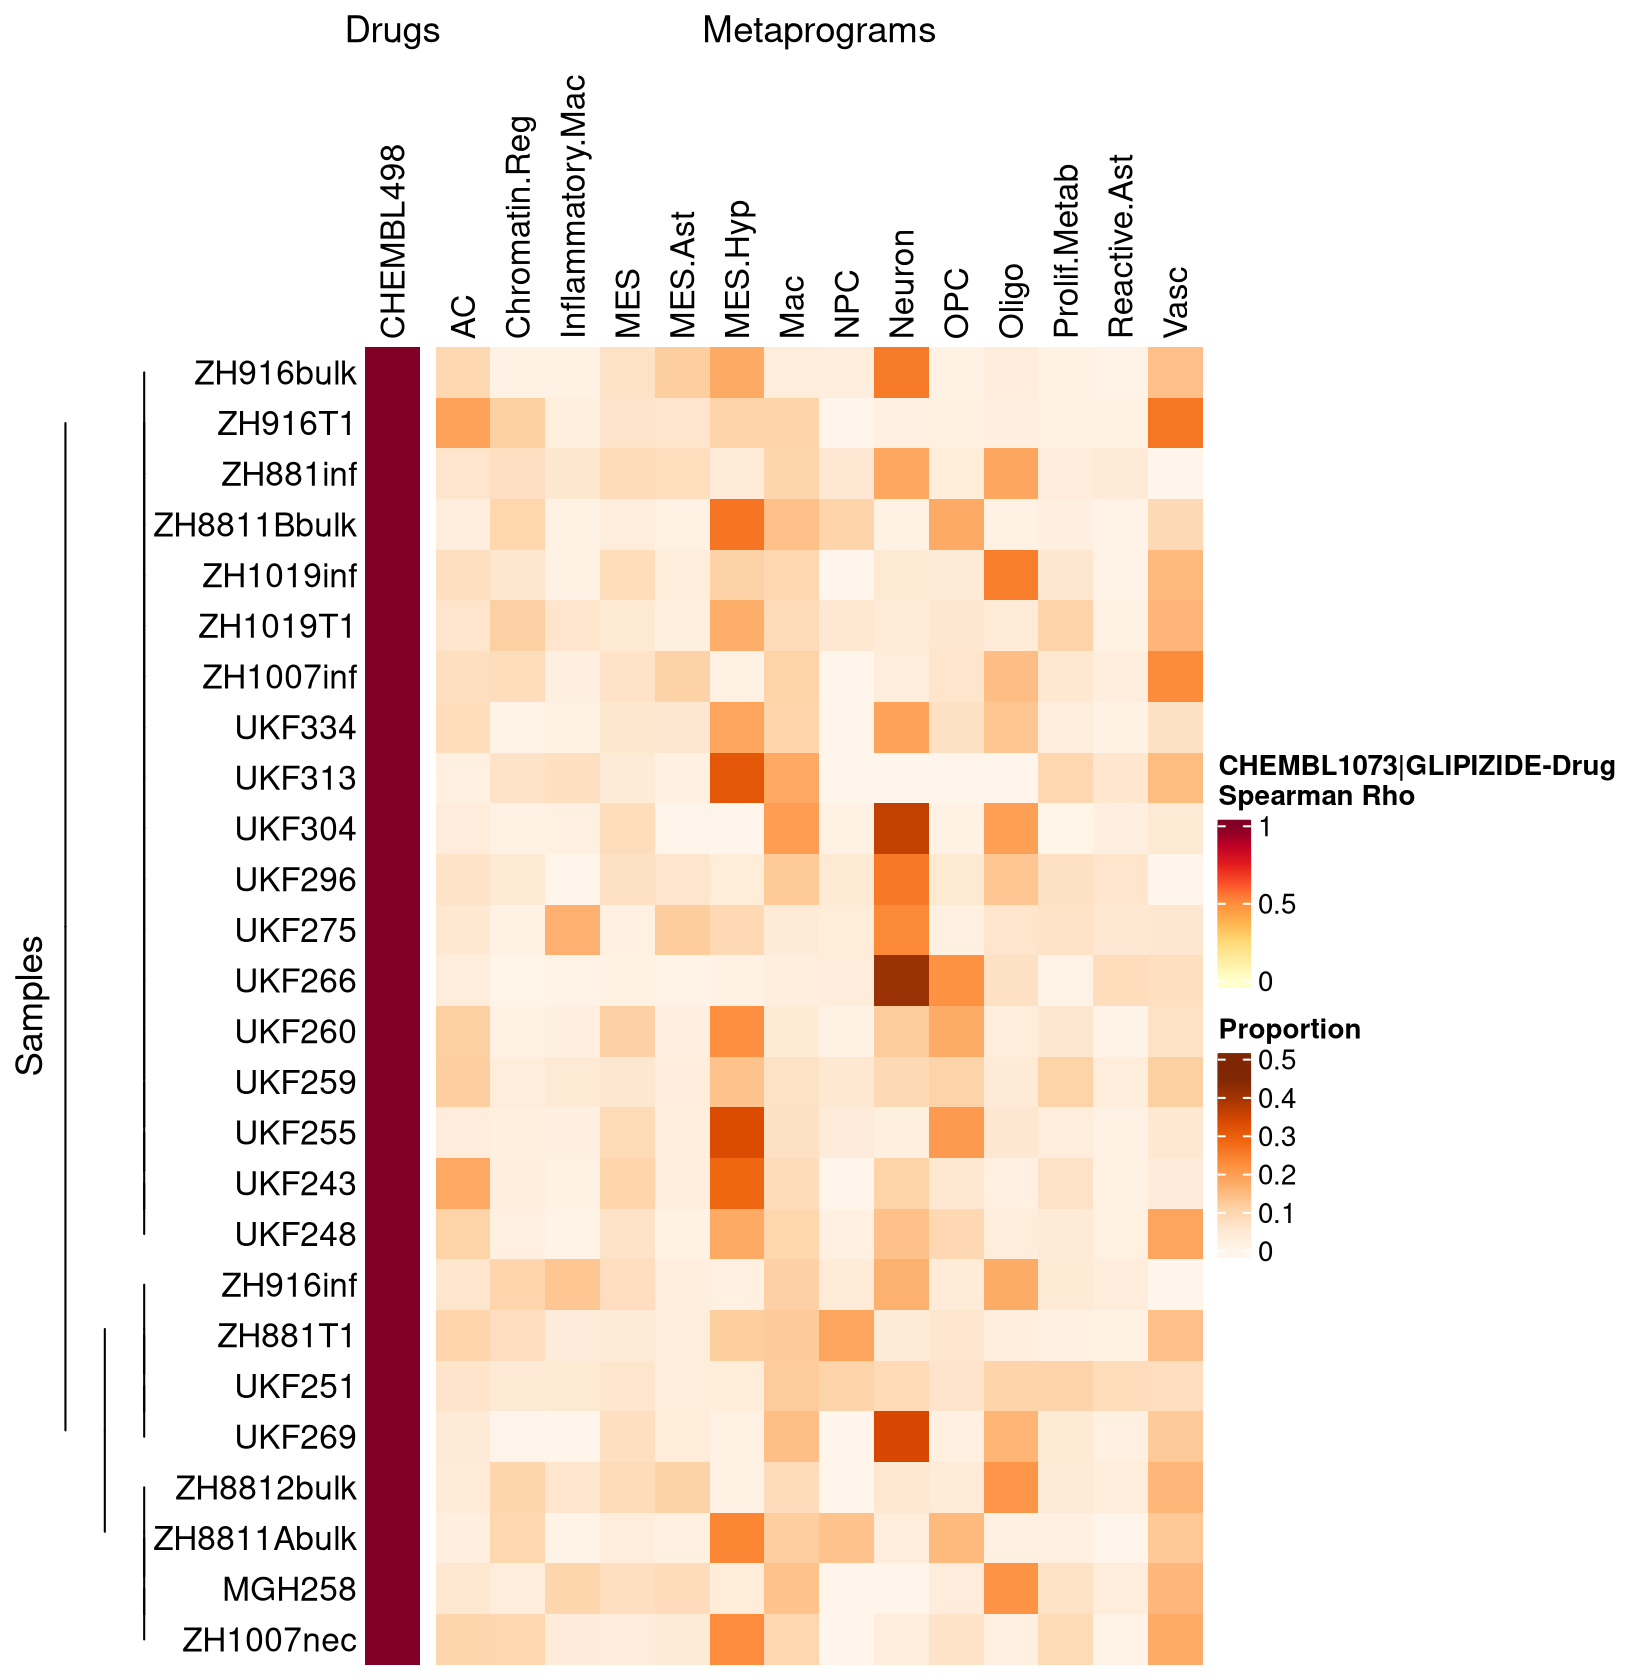 Drugs
Metaprograms
CHEMBL498
AC
Chromatin.Reg
Inflammatory.Mac
MES
MES.Ast
MES.Hyp
Mac
NPC
Neuron
OPC
Oligo
Prolif.Metab
Reactive.Ast
Vasc
Samples
ZH916bulk
ZH916T1
ZH881inf
ZH8811Bbulk
ZH1019inf
ZH1019T1
ZH1007inf
UKF334
UKF313
UKF304
UKF296
UKF275
UKF266
UKF260
UKF259
UKF255
UKF243
UKF248
ZH916inf
ZH881T1
UKF251
UKF269
ZH8812bulk
ZH8811Abulk
MGH258
ZH1007nec
CHEMBL1073|GLIPIZIDE-Drug
Spearman Rho
1
0.5
0
Proportion
0.5
0.4
0.3
0.2
0.1
0